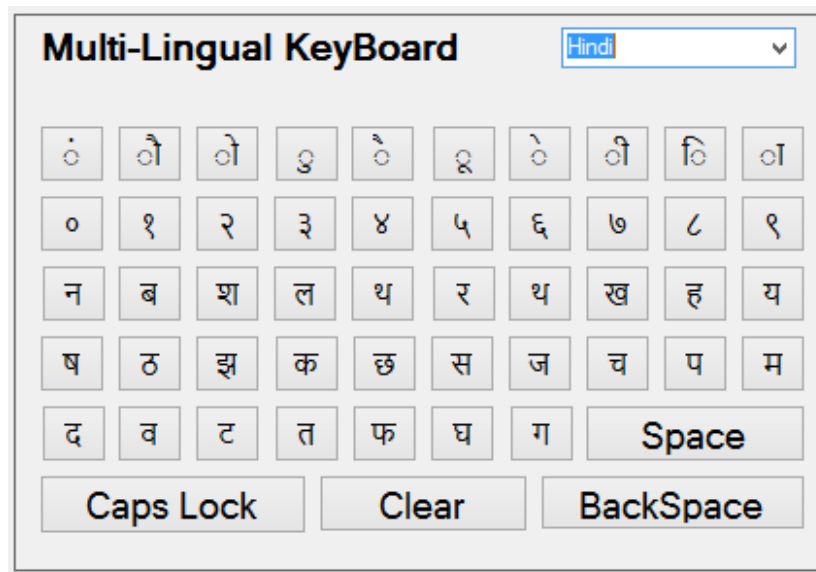 Multi-Lingual KeyBoard Hindi
ं ौ ो ु ै ू े ी ि ा
० १ २ ३ ४ ५ ६ ७ ८ ९
न ब श ल थ र थ ख ह य
ष ठ झ क छ स ज च प म
द व ट त फ घ ग Space
Caps Lock Clear BackSpace